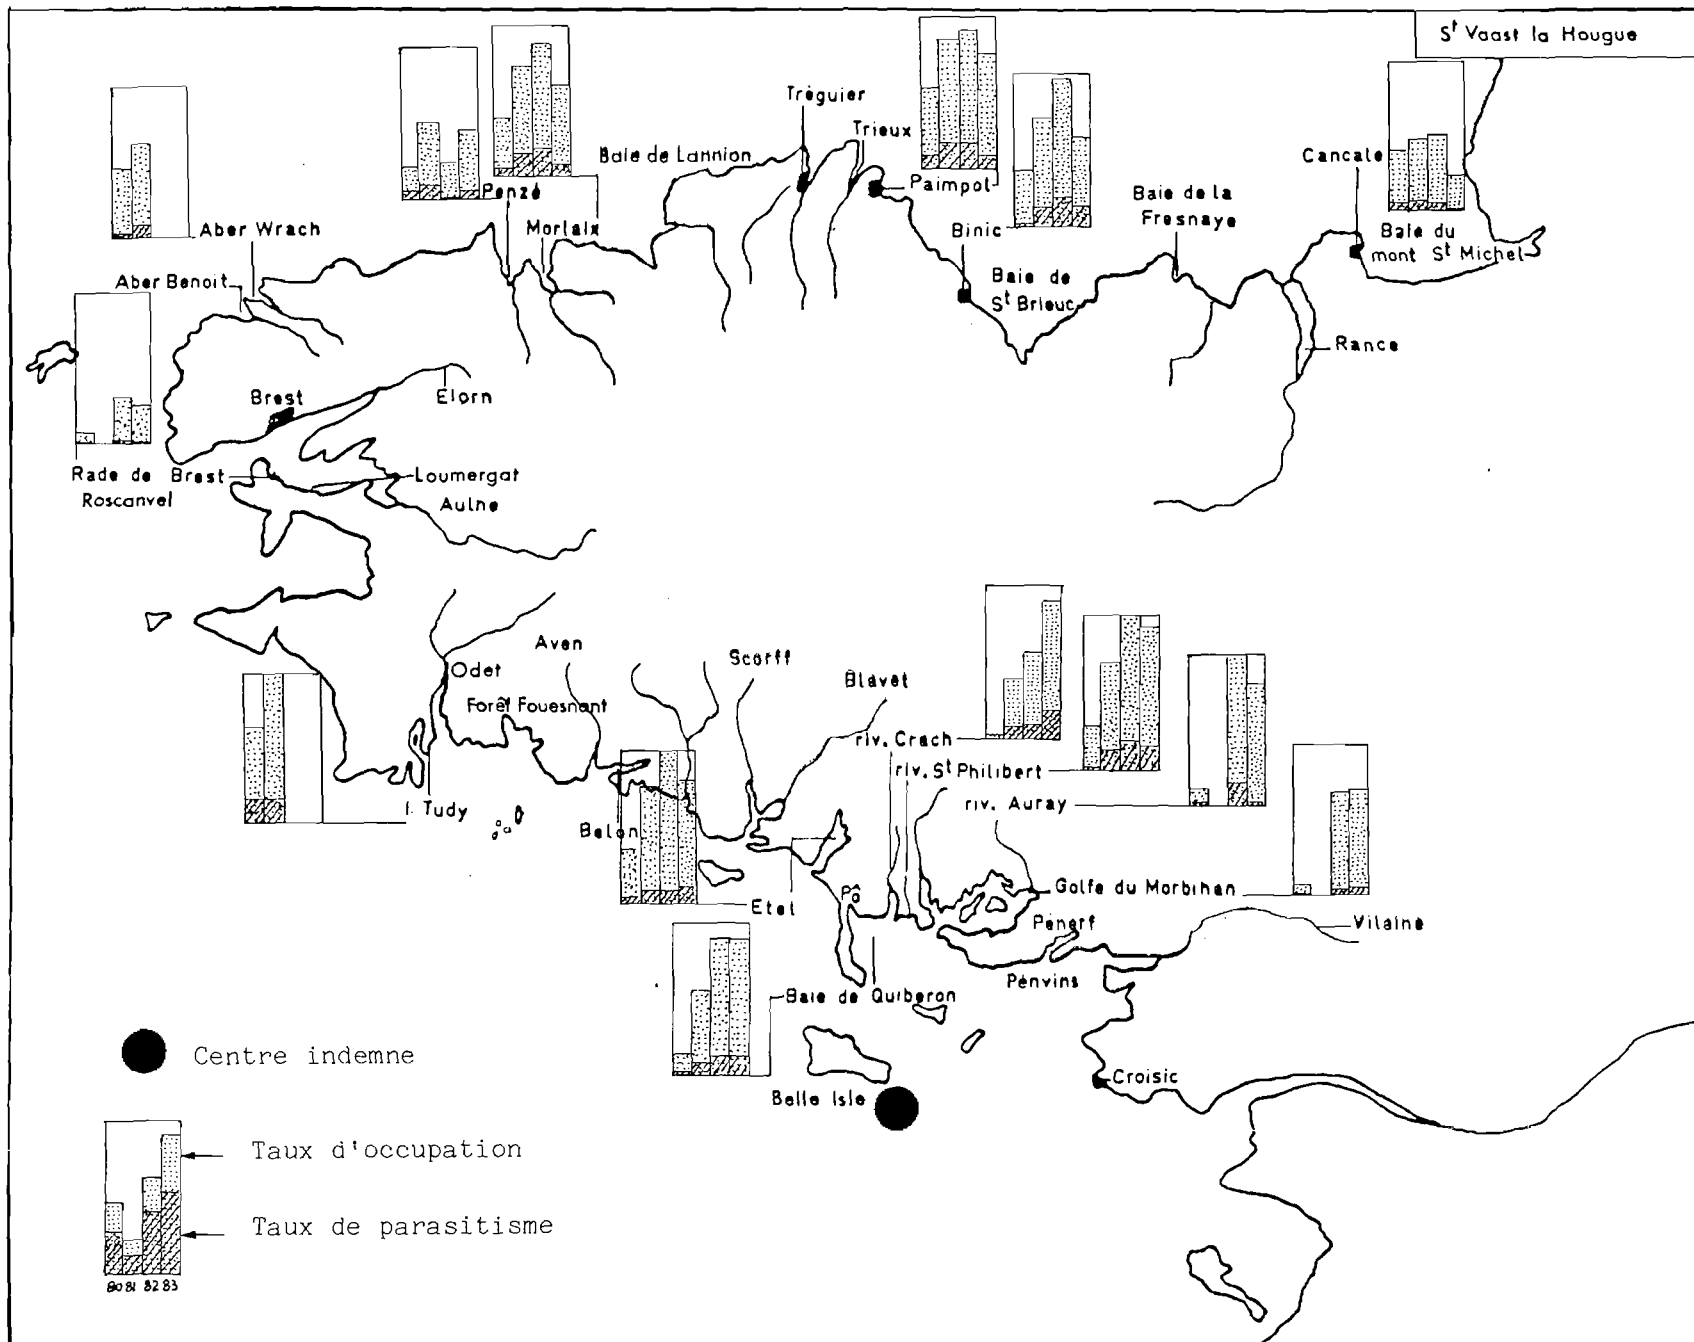 St Vaast la Hougue
Tréguier
Trieux
Baie de Lannion
Paimpol
Cancale
Baie de la
Fresnaye
Penzé
Morlaix
Binic
Baie du
mont St Michel
Aber Wrach
Aber Benoit
Baie de
St Brieuc
Rance
Brest
Elorn
Rade de Brest
Roscanvel
Loumergat
Aulne
Aven
Scorff
Odet
Blavet
Forêt Fouesnant
riv. Crach
riv. St Philibert
riv. Auray
I. Tudy
Belon
Etel
Pô
Golfe du Morbihan
Pénerf
Vilaine
Pénvins
Baie de Quiberon
Centre indemne
Belle Isle
Croisic
Taux d'occupation
Taux de parasitisme
80 81 82 83